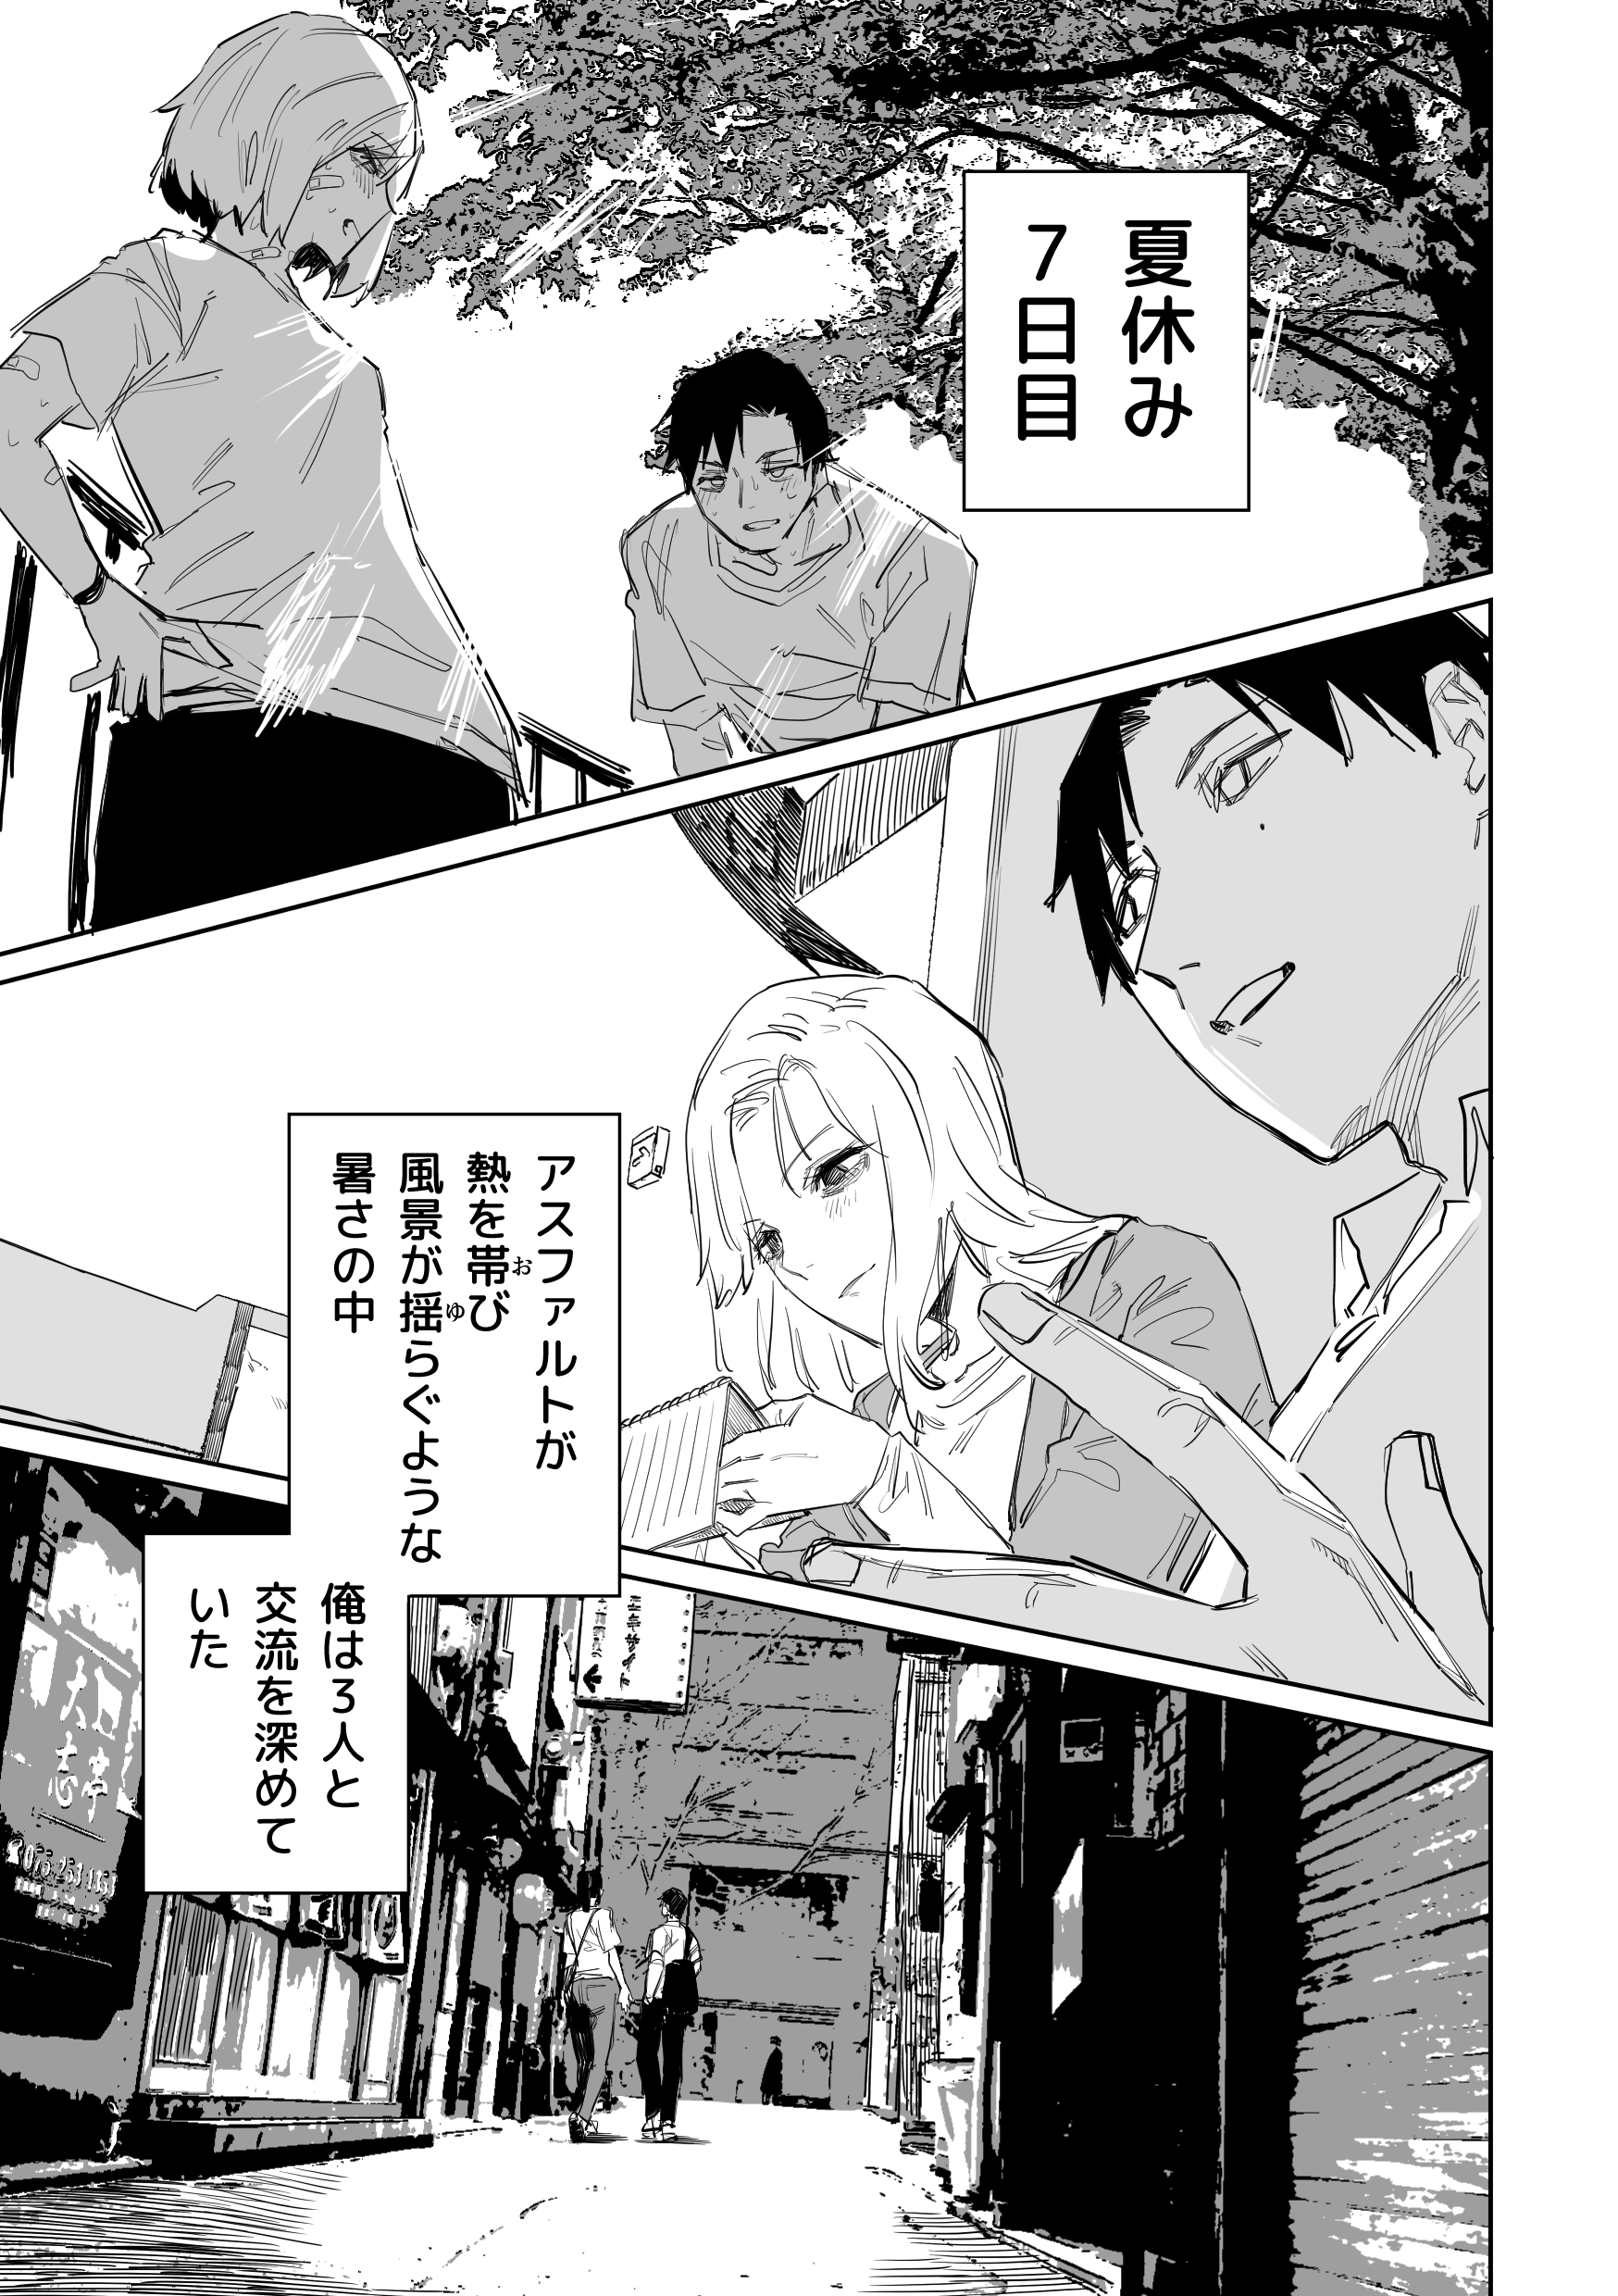 夏休み
7日目
アスファルトが
熱を帯び
お
風景が揺らぐような
ゆ
暑さの中
俺は3人と
交流を深めて
いた